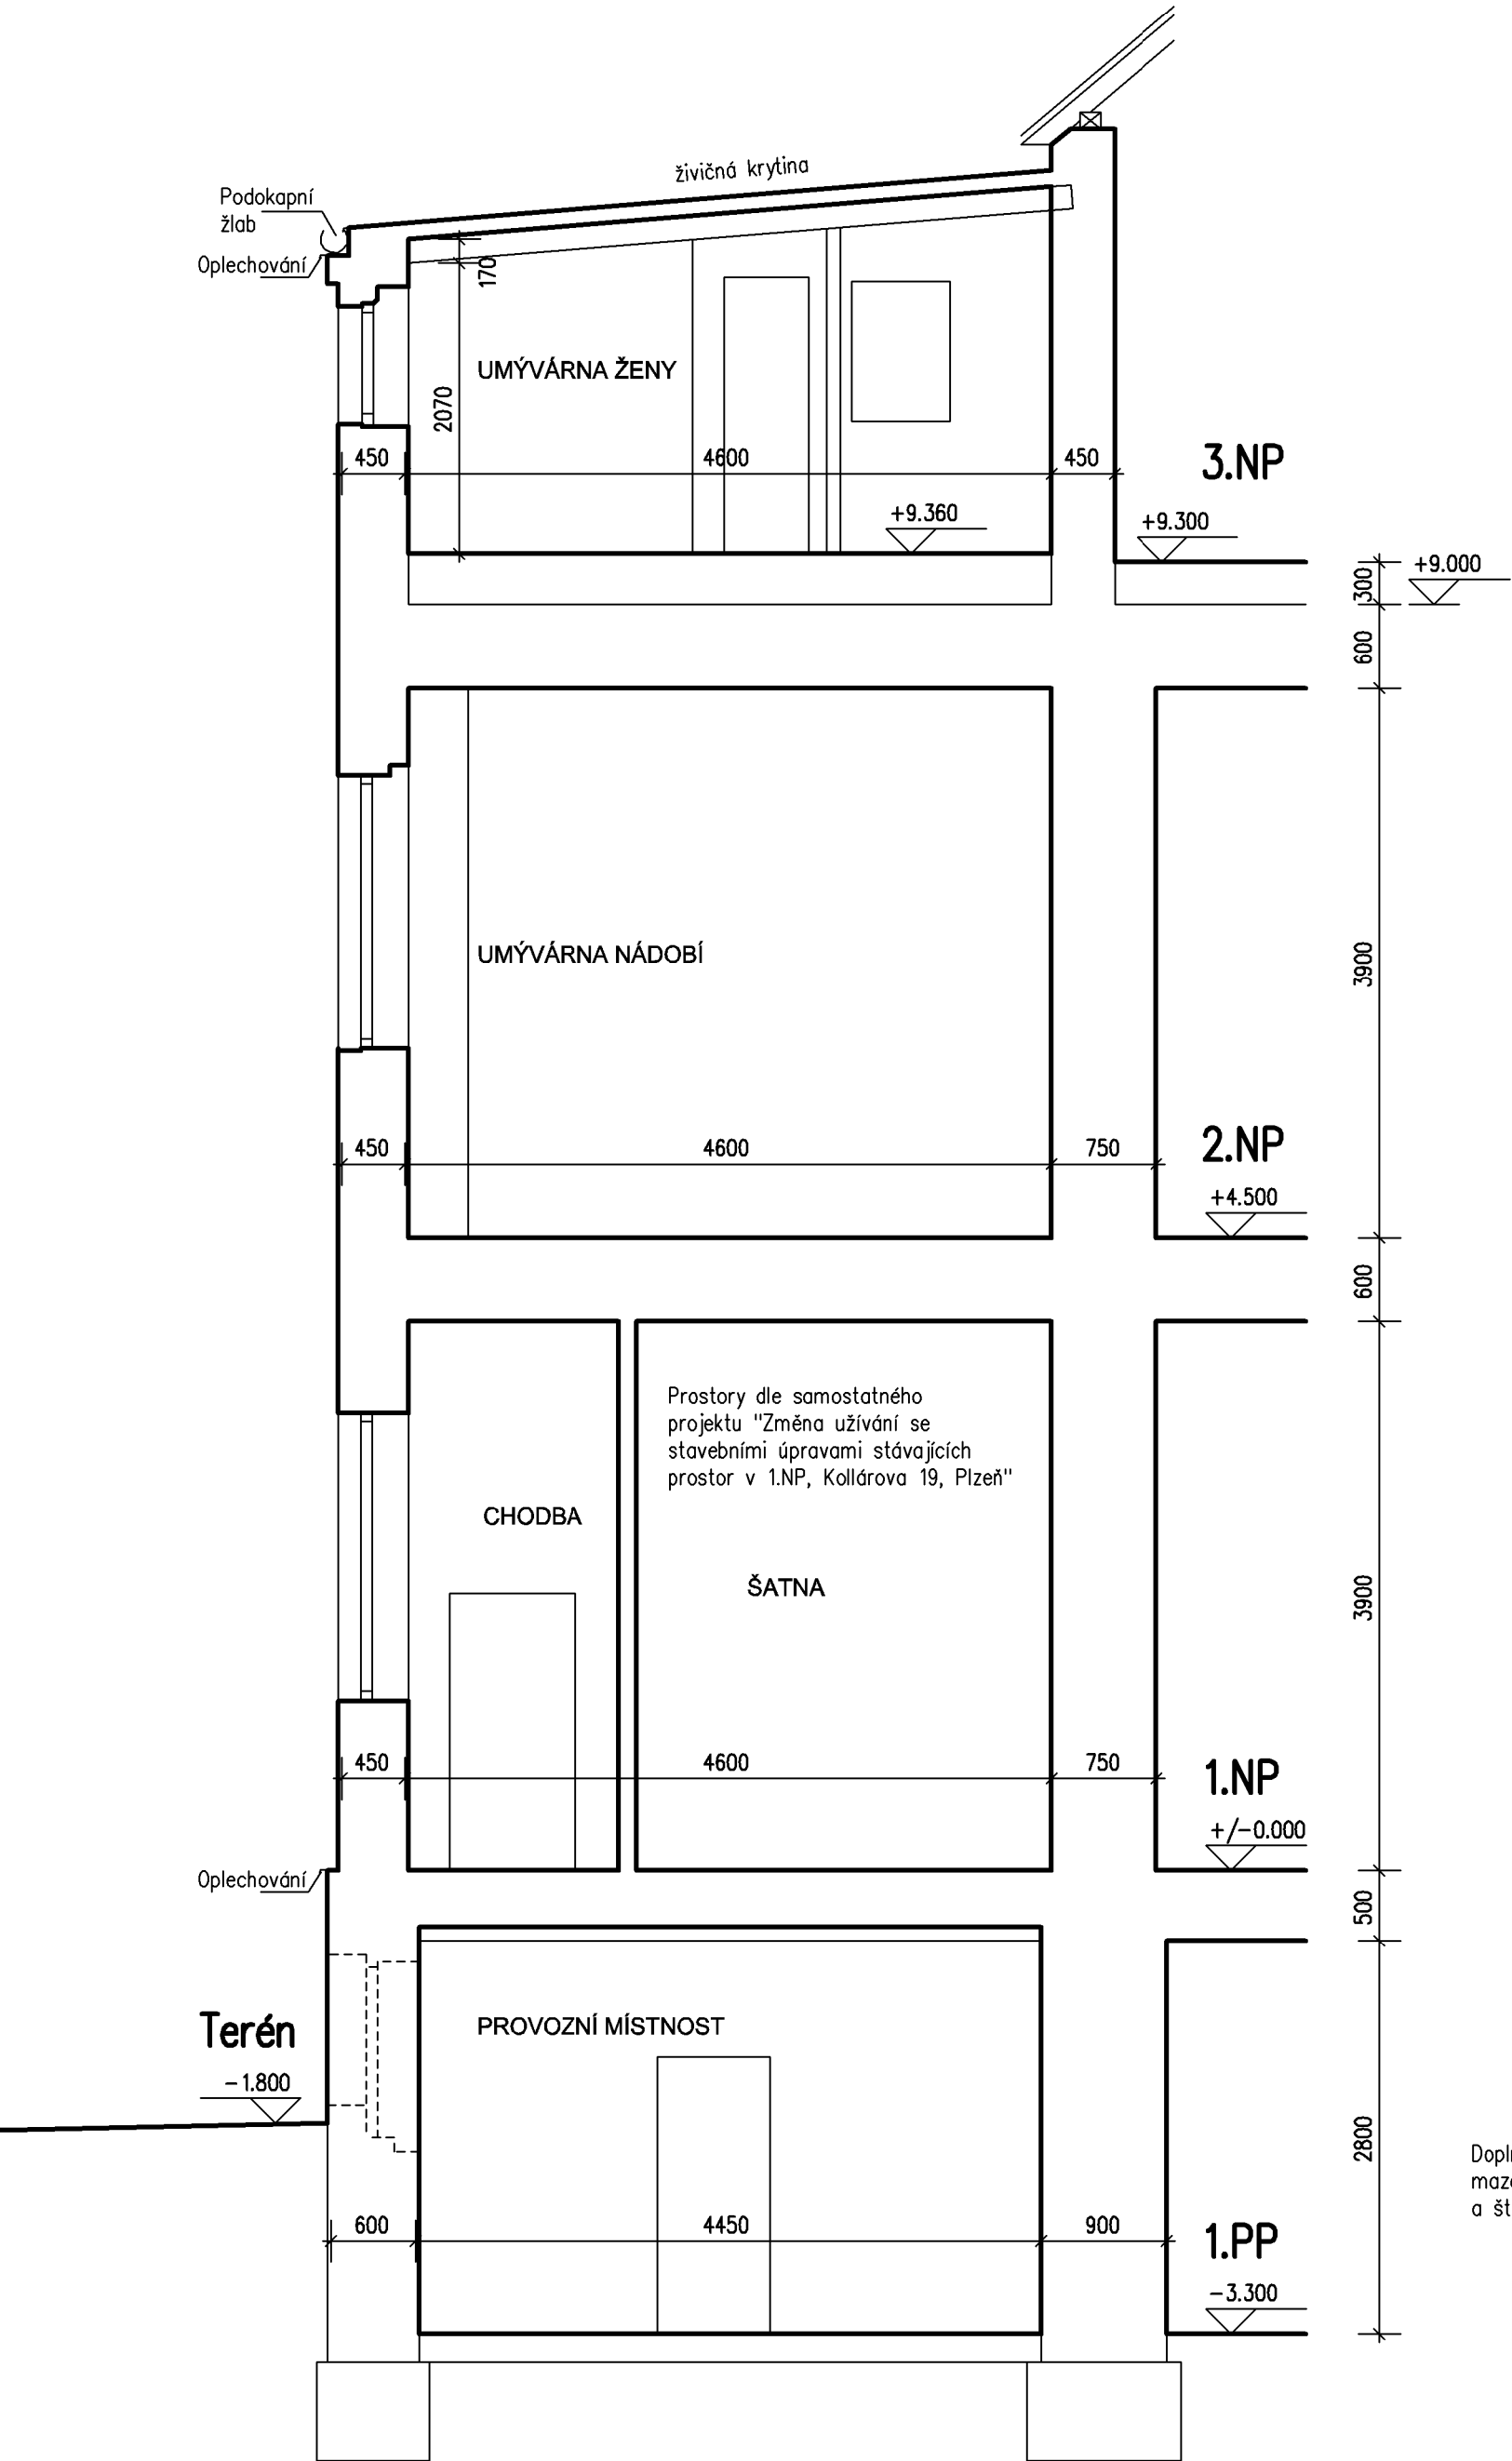 živičná krytina
Podokapní
žlab
Oplechování
170
UMÝVÁRNA ŽENY
2070
450
4600
450
3.NP
+9.360
+9.300
+9.000
300
600
UMÝVÁRNA NÁDOBÍ
3900
450
4600
750
2.NP
+4.500
600
Prostory dle samostatného
projektu "Změna užívání se
stavebními úpravami stávajících
prostor v 1.NP, Kollárova 19, Plzeň"
CHODBA
ŠATNA
3900
450
4600
750
1.NP
+/-0.000
Oplechování
500
Terén
-1.800
PROVOZNÍ MÍSTNOST
2800
600
4450
900
1.PP
-3.300
a